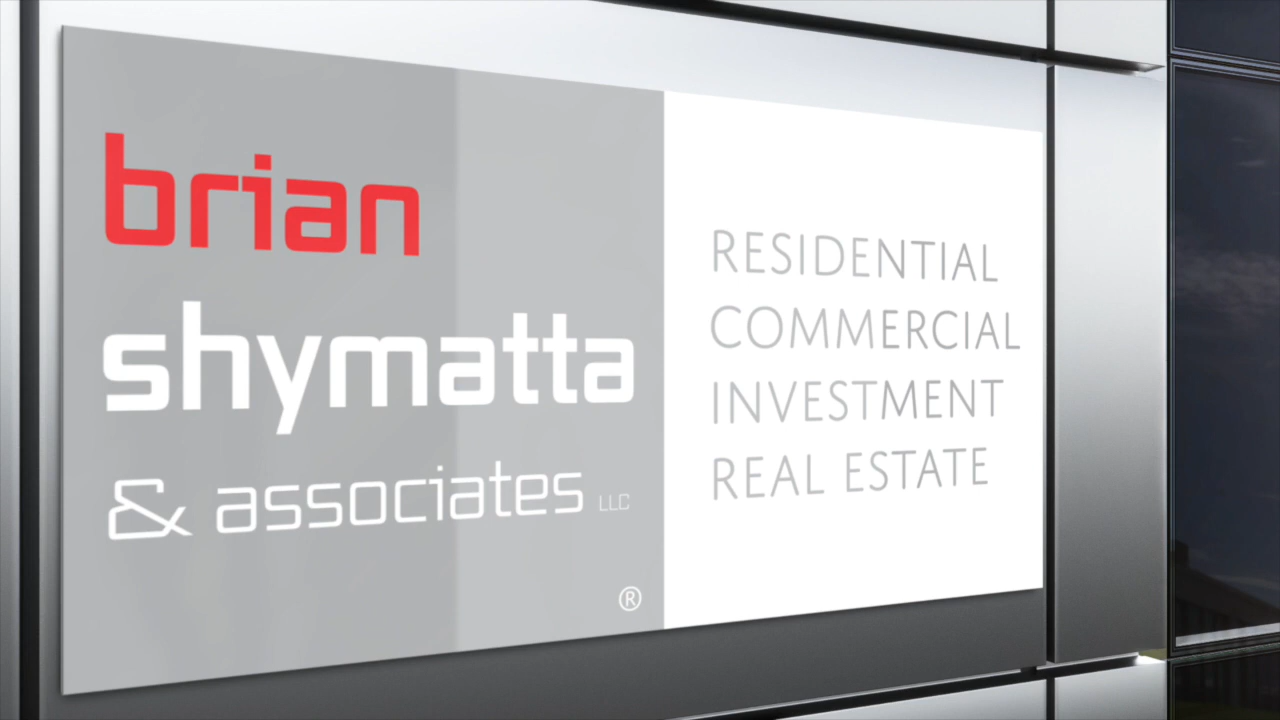 brian
shymatta
& associates LLC
®
RESIDENTIAL
COMMERCIAL
INVESTMENT
REAL ESTATE